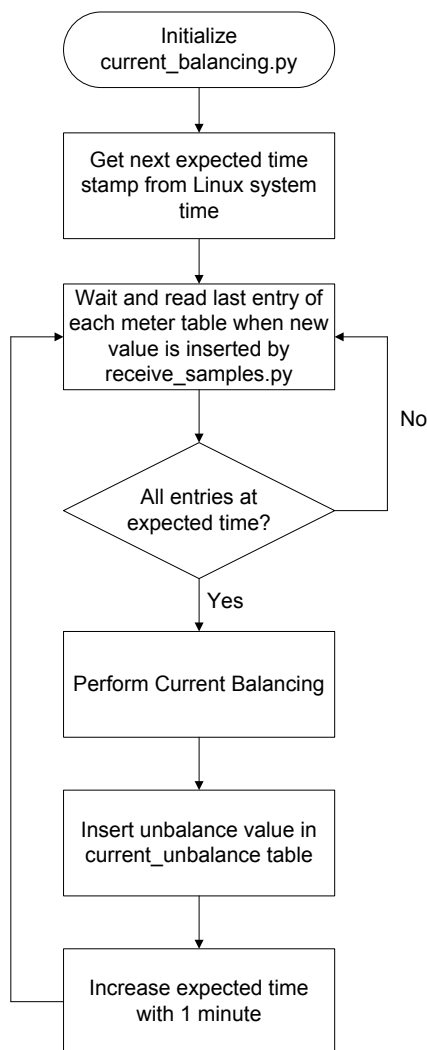 Initialize
current_balancing.py
Get next expected time
stamp from Linux system
time
Wait and read last entry of
each meter table when new
value is inserted by
receive_samples.py
No
All entries at
expected time?
Yes
Perform Current Balancing
Insert unbalance value in
current_unbalance table
Increase expected time
with 1 minute